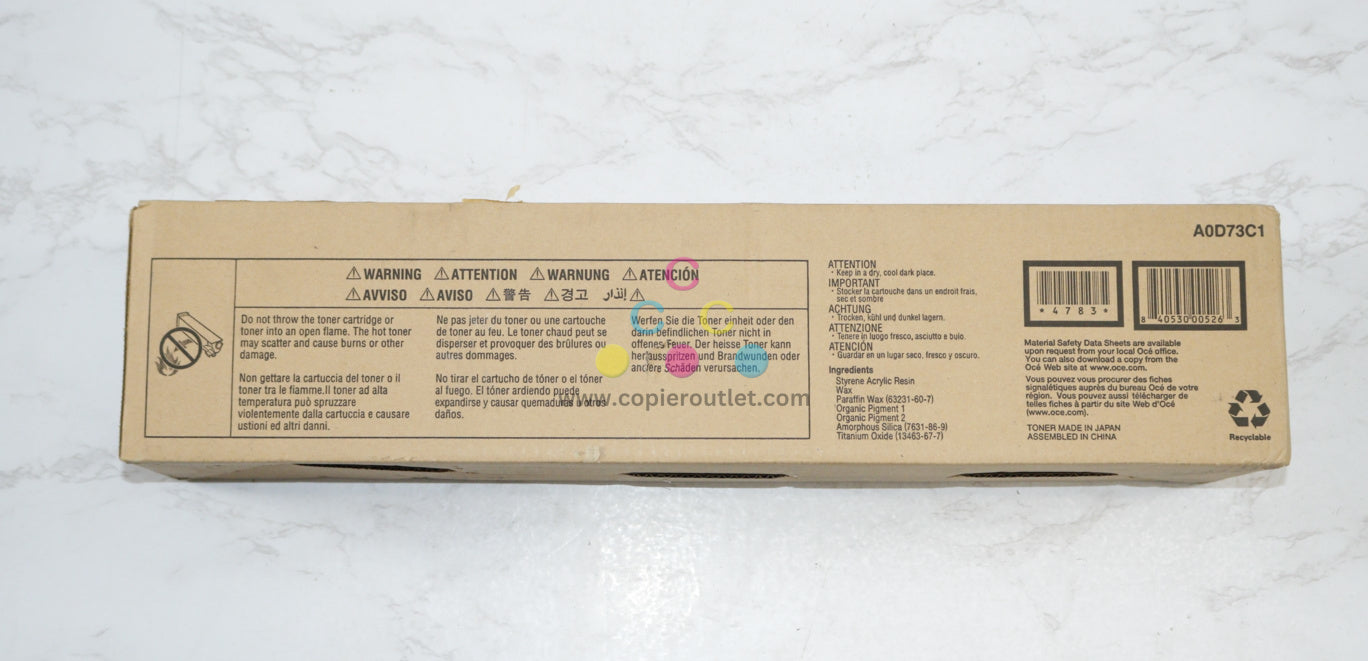 A0D73C1
⚠WARNING ⚠ATTENTION ⚠WARNUNG ⚠ATENCIÓN
⚠AVVISO ⚠AVISO ⚠警告 ⚠경고 إنذار⚠
Do not throw the toner cartridge or
toner into an open flame. The hot toner
may scatter and cause burns or other
damage.
Non gettare la cartuccia del toner o il
toner tra le fiamme.Il toner ad alta
temperatura può spruzzare
violentemente dalla cartuccia e causare
ustioni ed altri danni.
Ne pas jeter du toner ou une cartouche
de toner au feu. Le toner chaud peut se
disperser et provoquer des brûlures ou
autres dommages.
No tirar el cartucho de tóner o el tóner
al fuego. El tóner ardiendo puede
expandirse y causar quemaduras u otros
daños.
Werfen Sie die Toner einheit oder den
darin befindlichen Toner nicht in
offenes Feuer. Der heisse Toner kann
herausspritzen und Brandwunden oder
andere Schäden verursachen.
C
C C
www.copieroutlet.com
ATTENTION
・Keep in a dry, cool dark place.
IMPORTANT
・Stocker la cartouche dans un endroit frais,
sec et sombre
ACHTUNG
・Trocken, kühl und dunkel lagern.
ATTENZIONE
・Tenere in luogo fresco, asciutto e buio.
ATENCIÓN
・Guardar en un lugar seco, fresco y oscuro.
Ingredients
Styrene Acrylic Resin
Wax
Paraffin Wax (63231-60-7)
Organic Pigment 1
Organic Pigment 2
Amorphous Silica (7631-86-9)
Titanium Oxide (13463-67-7)
* 4 7 8 3 *
8 40530 00526 3
Material Safety Data Sheets are available
upon request from your local Océ office.
You can also download a copy from the
Océ Web site at www.oce.com.
Vous pouvez vous procurer des fiches
signalétiques auprès du bureau Océ de votre
région. Vous pouvez aussi télécharger de
telles fiches à partir du site Web d'Océ
(www.oce.com).
TONER MADE IN JAPAN
ASSEMBLED IN CHINA
Recyclable